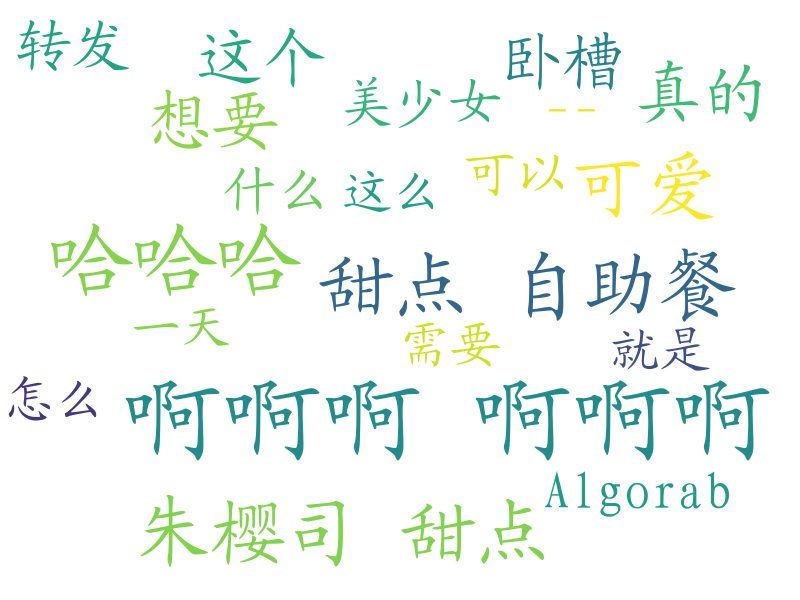 转发 这个 卧槽
想要 美少女 -- 真的
什么 这么 可以 可爱
哈哈哈 甜点 自助餐
一天 需要 就是
怎么 啊啊啊 啊啊啊
Algorab
朱樱司 甜点